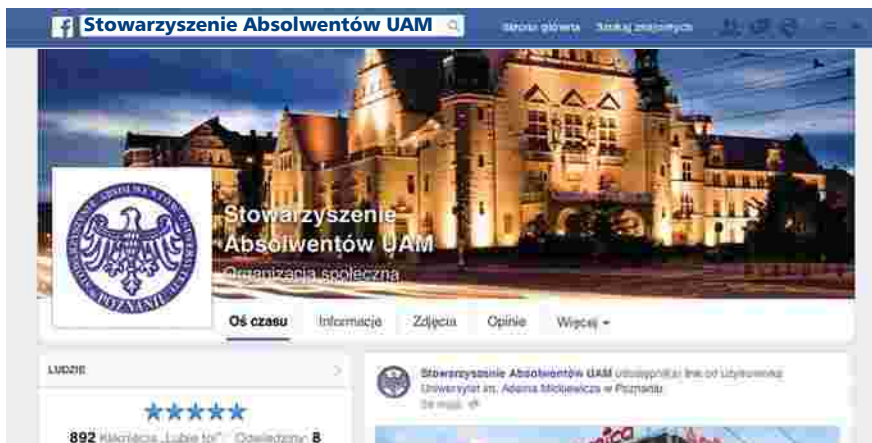 Stowarzyszenie Absolwentów UAM
Strona główna Szukaj znajomych
Stowarzyszenie
Absolwentów UAM
Organizacja społeczna
Oś czasu Informacje Zdjęcia Opinie Więcej
LUDZIE
892 Kliknięcia „Lubię to!” Odwiedziny: 8
Stowarzyszenie Absolwentów UAM udostępnił(a) link od użytkownika
Uniwersytet im. Adama Mickiewicza w Poznaniu
POZNANIU